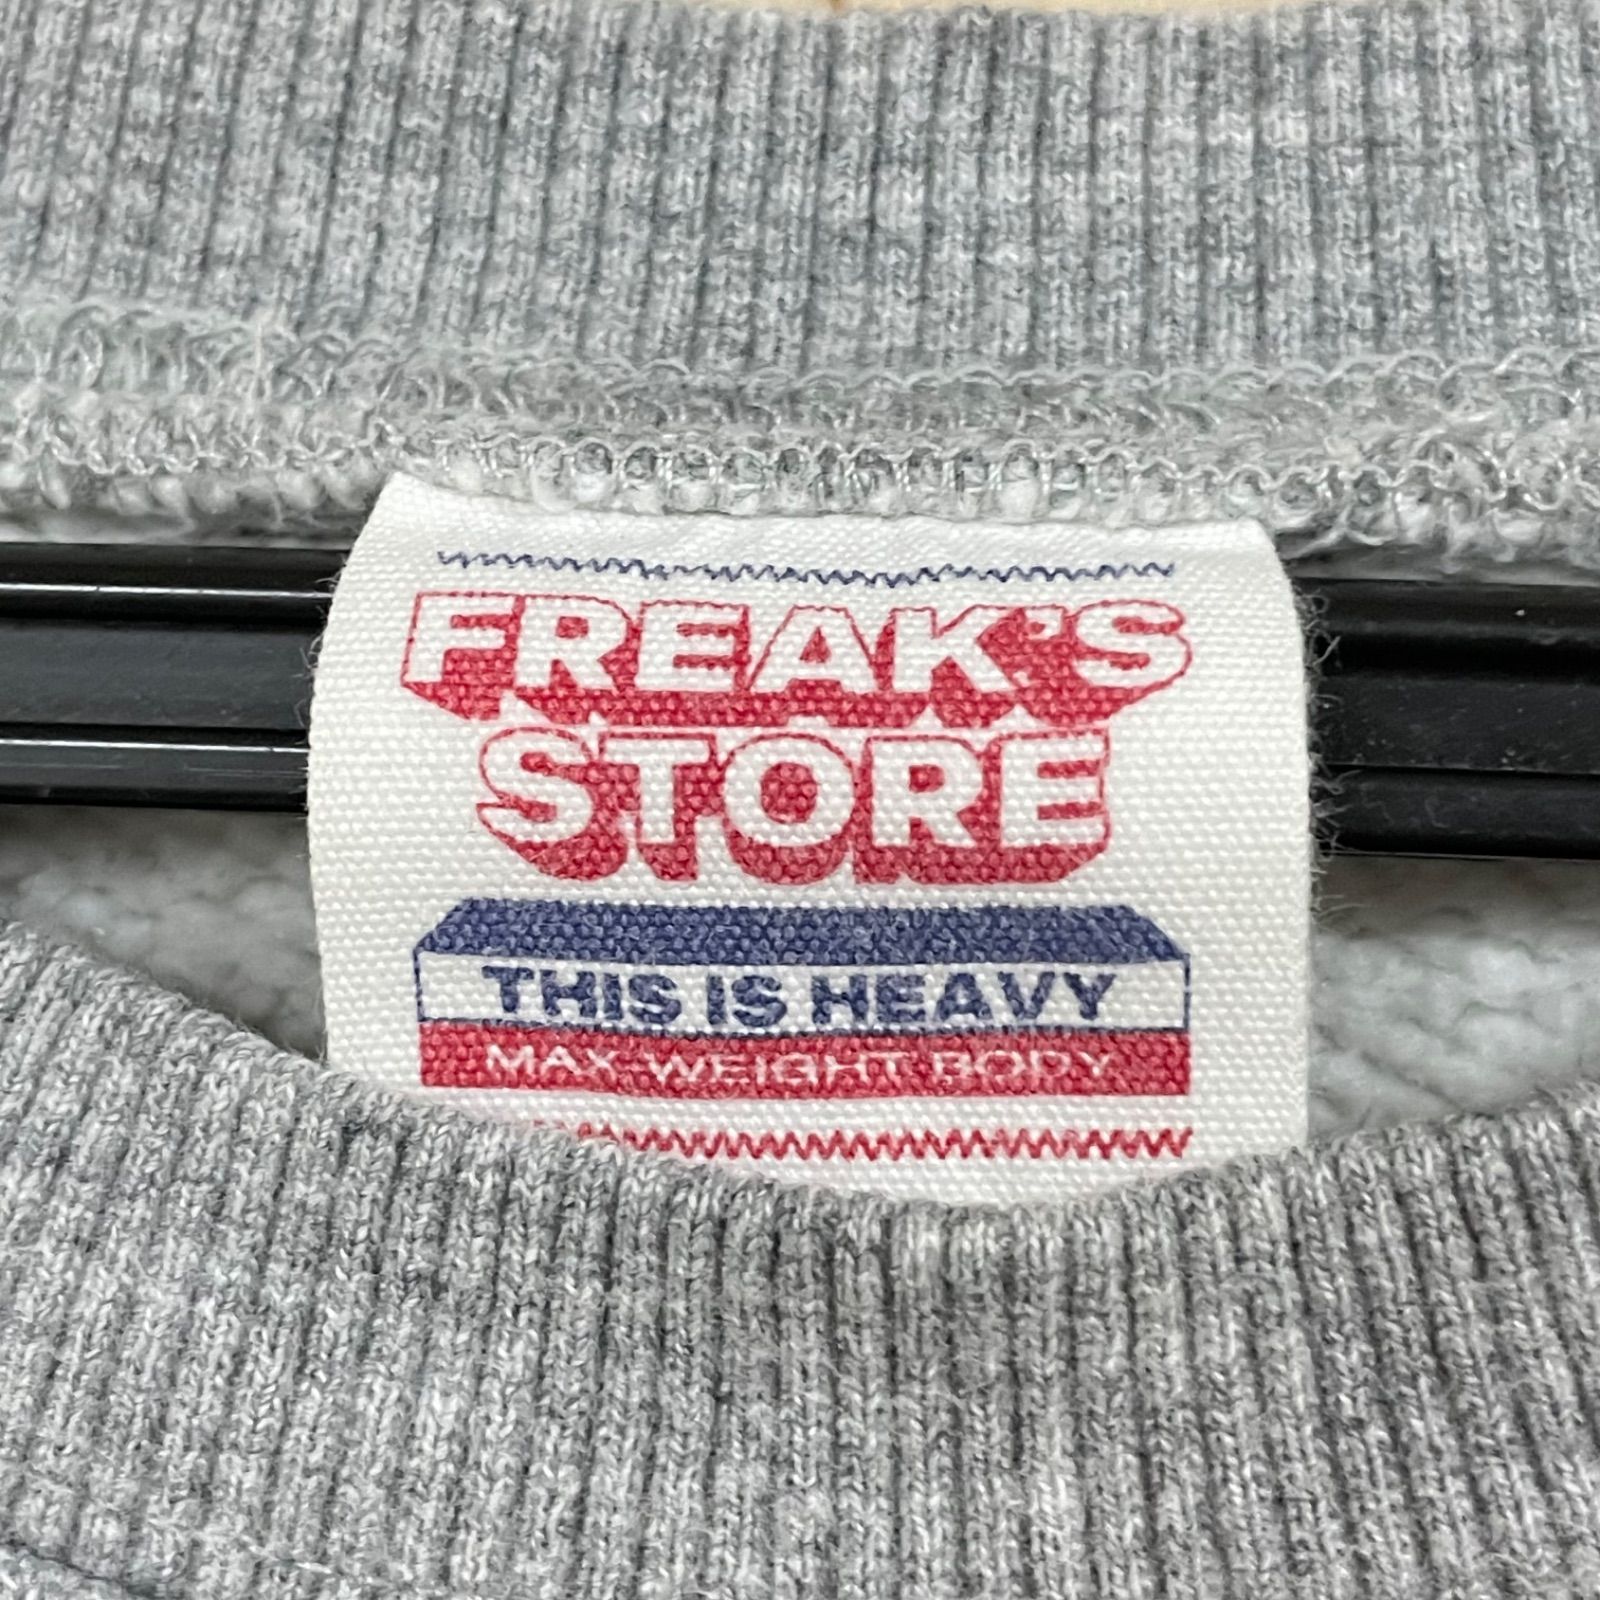 FREAK'S
STORE
THIS IS HEAVY
MAX-WEIGHT BODY